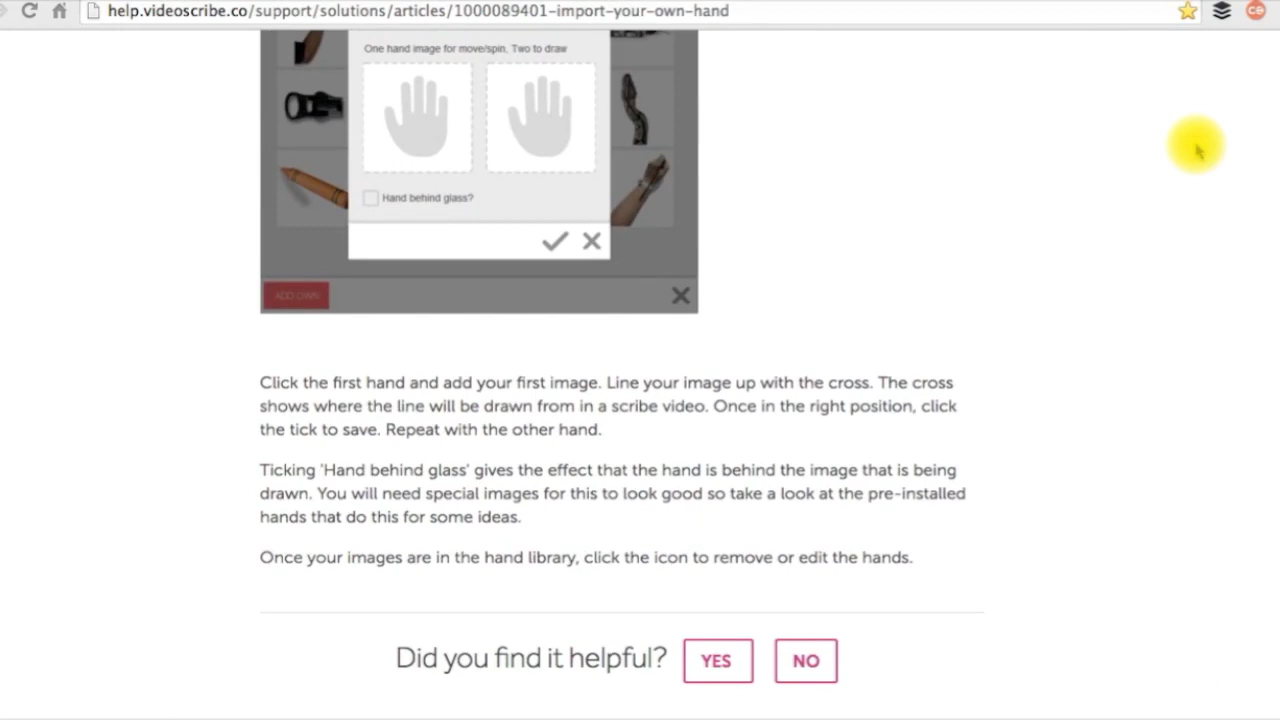 help.videoscribe.co/support/solutions/articles/1000089401-import-your-own-hand
ce
One hand image for move/spin, Two to draw
Hand behind glass?
ADD OWN
Click the first hand and add your first image. Line your image up with the cross. The cross
shows where the line will be drawn from in a scribe video. Once in the right position, click
the tick to save. Repeat with the other hand.
Ticking 'Hand behind glass' gives the effect that the hand is behind the image that is being
drawn. You will need special images for this to look good so take a look at the pre-installed
hands that do this for some ideas.
Once your images are in the hand library, click the icon to remove or edit the hands.
Did you find it helpful?
YES
NO